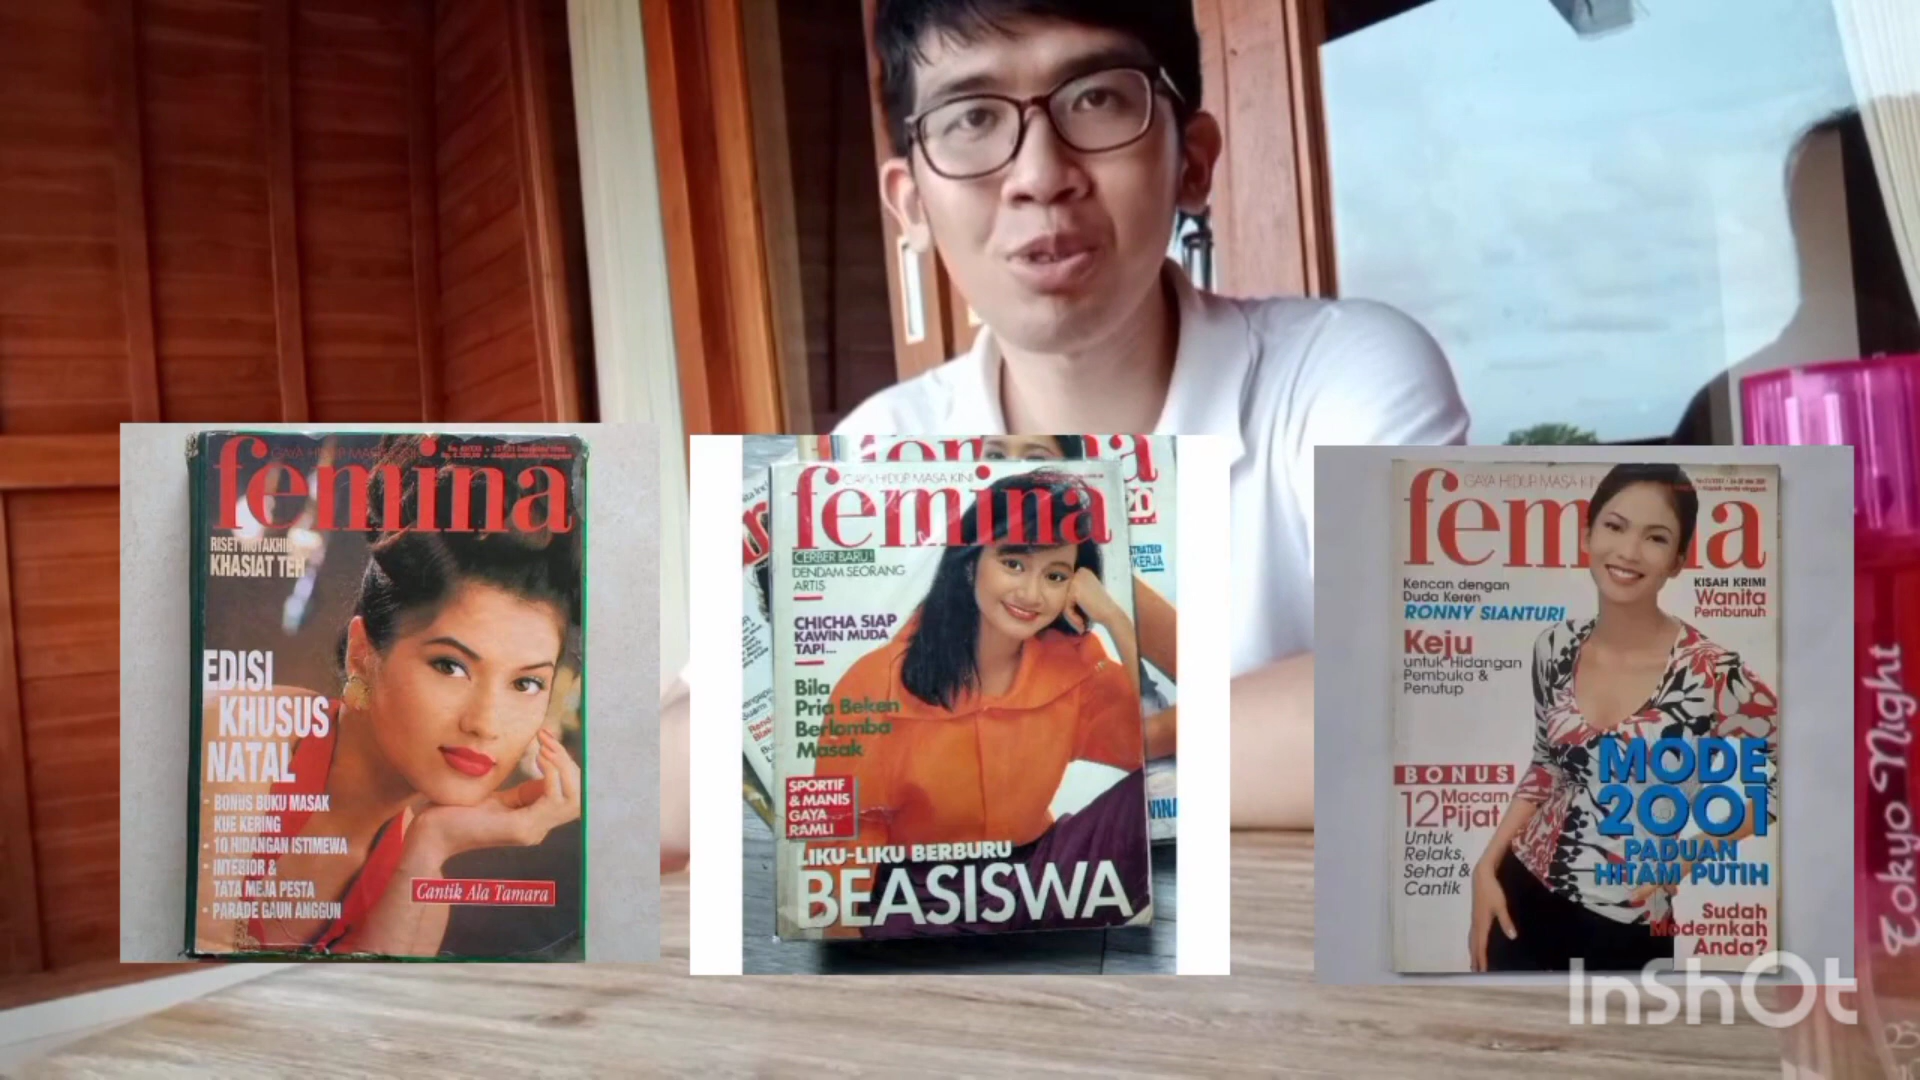 femina
GAYA HIDUP MASA KINI
RISET MUTAKHIR
KHASIAT TEH
EDISI
KHUSUS
NATAL
• BONUS BUKU MASAK
KUE KERING
• 10 HIDANGAN ISTIMEWA
• INTERIOR &
TATA MEJA PESTA
• PARADE GAUN ANGGUN
Cantik Ala Tamara
femina
GAYA HIDUP MASA KINI
CERBER BARU!
DENDAM SEORANG
ARTIS
CHICHA SIAP
KAWIN MUDA
TAPI...
Bila
Pria Beken
Berlomba
Masak
SPORTIF
& MANIS
GAYA
RAMLI
LIKU-LIKU BERBURU
BEASISWA
STRATEGI
KERJA
fem na
GAYA HIDUP MASA KIN
Kencan dengan
Duda Keren
RONNY SIANTURI
Keju
untuk Hidangan
Pembuka &
Penutup
KISAH KRIMI
Wanita
Pembunuh
BONUS
12 Macam
Pijat
Untuk
Relaks,
Sehat &
Cantik
MODE
2001
PADUAN
HITAM PUTIH
Sudah
Modernkah
Anda?
Tokyo Night
InShOt